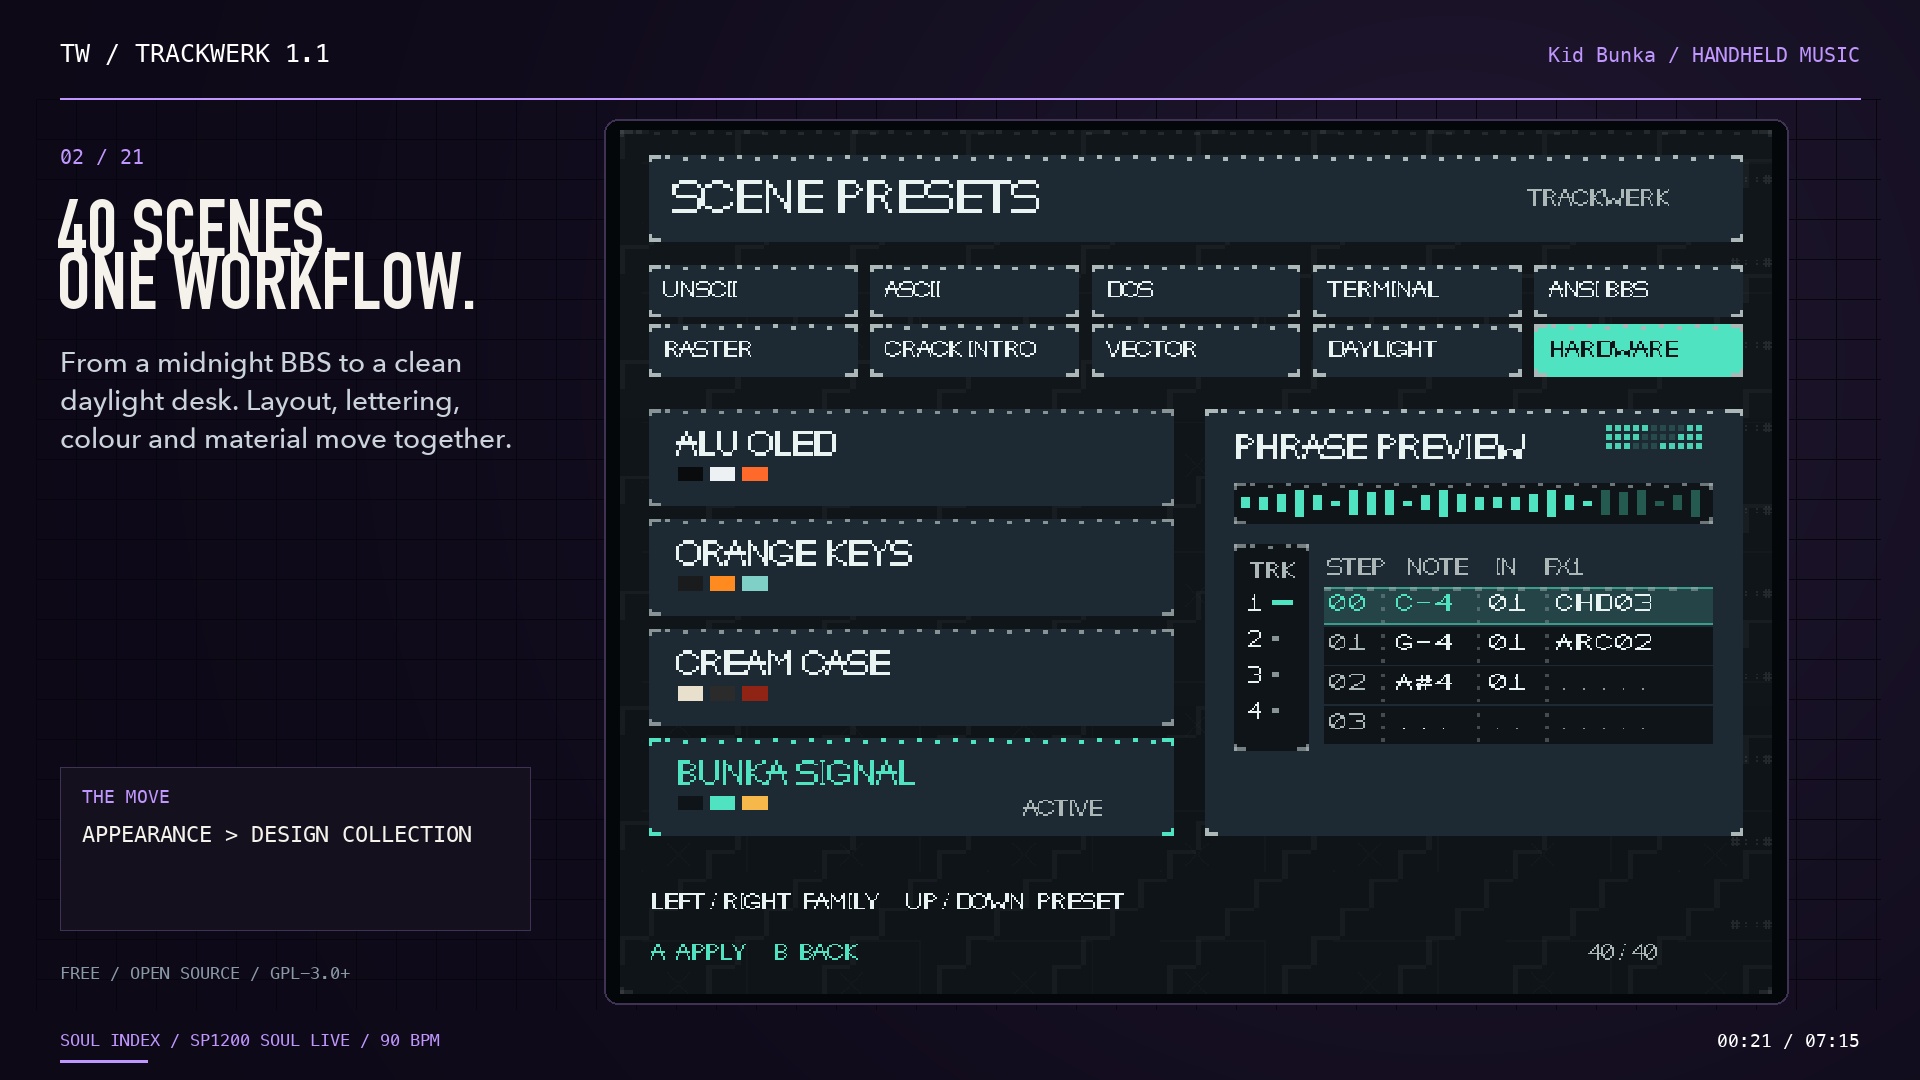 TW / TRACKWERK 1.1
Kid Bunka / HANDHELD MUSIC
02 / 21
40 SCENES.
ONE WORKFLOW.
From a midnight BBS to a clean
daylight desk. Layout, lettering,
colour and material move together.
THE MOVE
APPEARANCE > DESIGN COLLECTION
FREE / OPEN SOURCE / GPL-3.0+
SCENE PRESETS
TRACKWERK
UNSCII ASCII DOS TERMINAL ANSI BBS
RASTER CRACK INTRO VECTOR DAYLIGHT HARDWARE
ALU OLED
ORANGE KEYS
CREAM CASE
BUNKA SIGNAL
ACTIVE
PHRASE PREVIEW
TRK
1
2
3
4
STEP NOTE IN FX1
00 C-4 01 CHD03
01 G-4 01 ARC02
02 A#4 01 .....
03 ... .. .....
LEFT/RIGHT FAMILY UP/DOWN PRESET
A APPLY B BACK
40/40
SOUL INDEX / SP1200 SOUL LIVE / 90 BPM
00:21 / 07:15